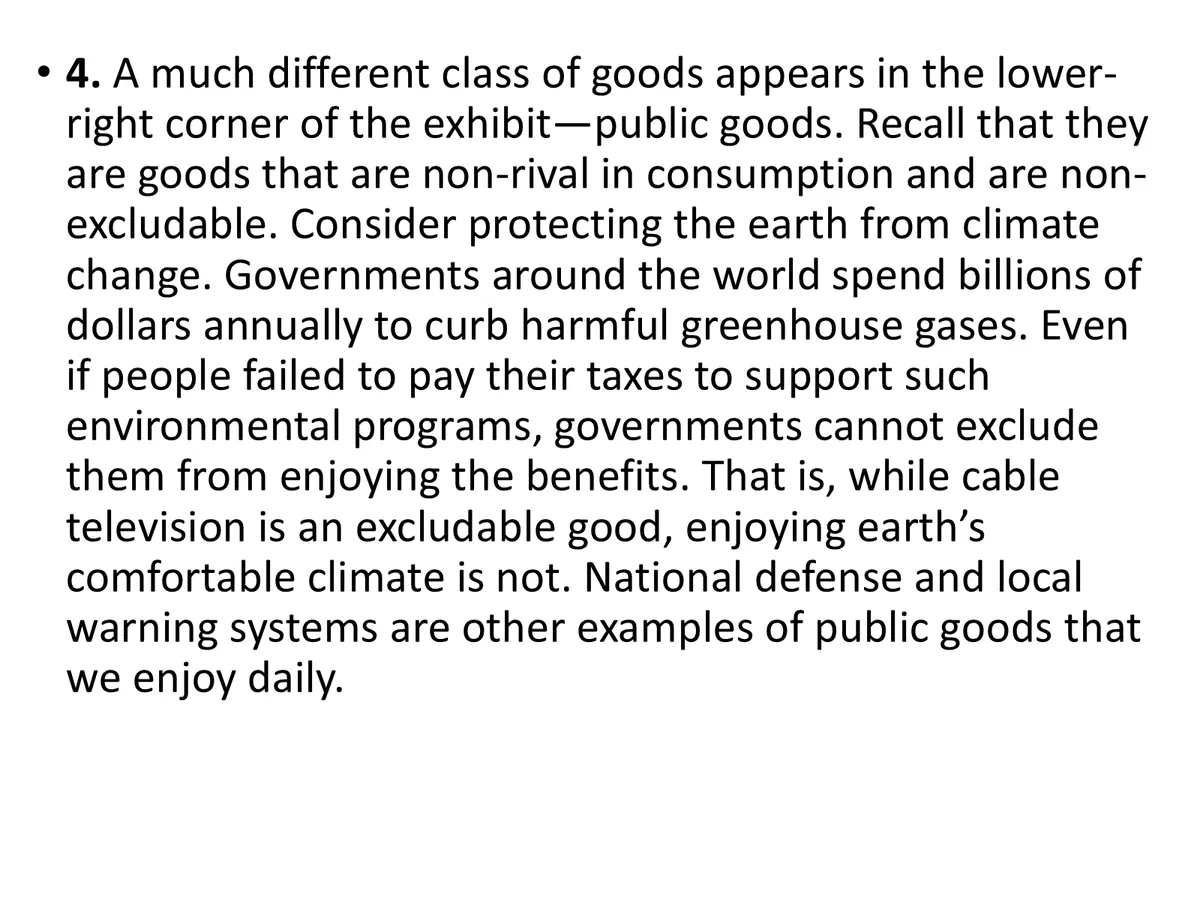 • 4. A much different class of goods appears in the lower-
right corner of the exhibit—public goods. Recall that they
are goods that are non-rival in consumption and are non-
excludable. Consider protecting the earth from climate
change. Governments around the world spend billions of
dollars annually to curb harmful greenhouse gases. Even
if people failed to pay their taxes to support such
environmental programs, governments cannot exclude
them from enjoying the benefits. That is, while cable
television is an excludable good, enjoying earth’s
comfortable climate is not. National defense and local
warning systems are other examples of public goods that
we enjoy daily.